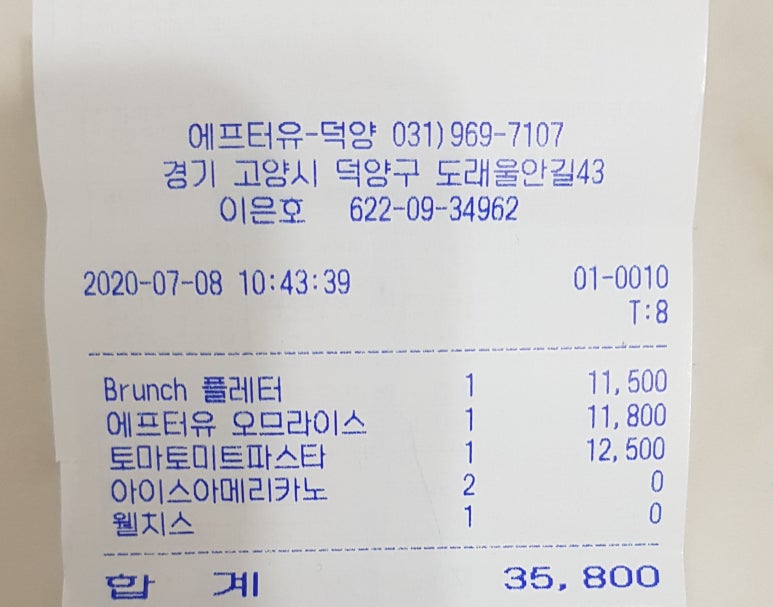 에프터유-덕양 031)969-7107
경기 고양시 덕양구 도래울안길43
이은호 622-09-34962
2020-07-08 10:43:39 01-0010
T:8
Brunch 플레터 1 11,500
에프터유 오므라이스 1 11,800
토마토미트파스타 1 12,500
아이스아메리카노 2 0
웰치스 1 0
합 계 35,800